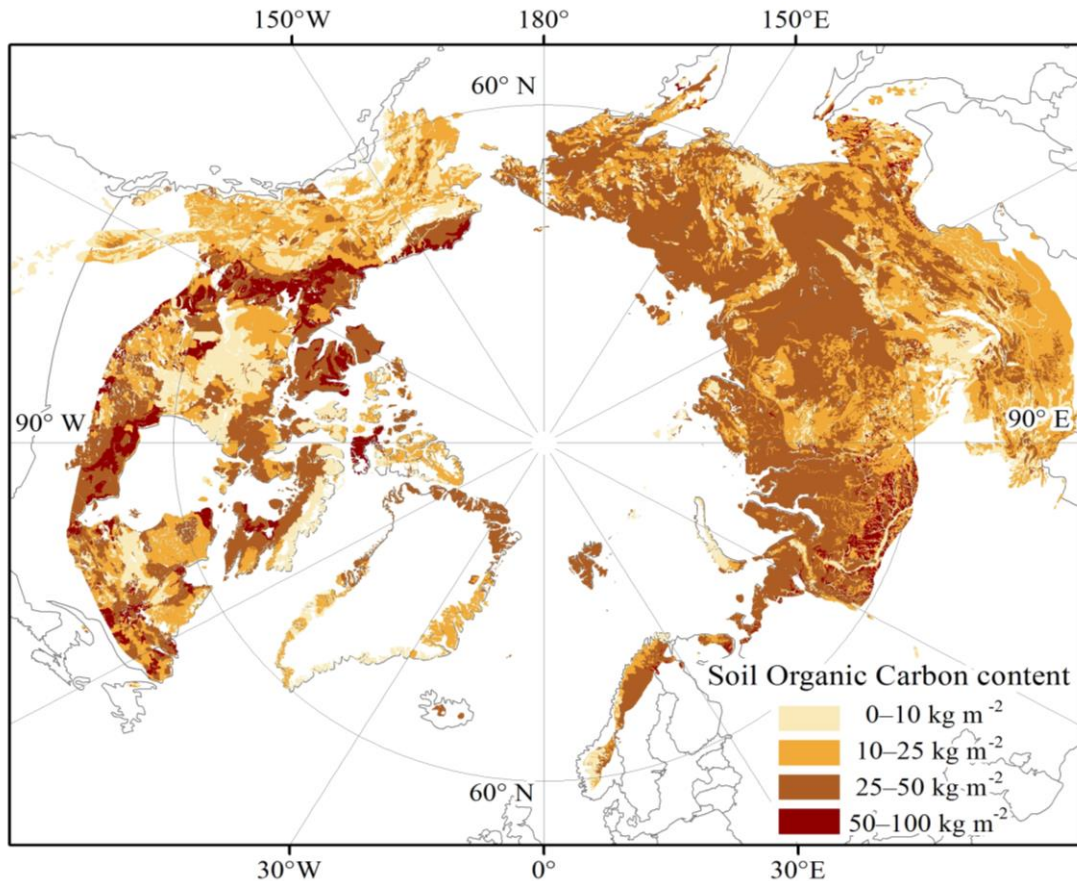 150°W 180° 150°E
60° N
90° W
90° E
Soil Organic Carbon content
0–10 kg m⁻²
10–25 kg m⁻²
25–50 kg m⁻²
50–100 kg m⁻²
60° N
30°W 0° 30°E